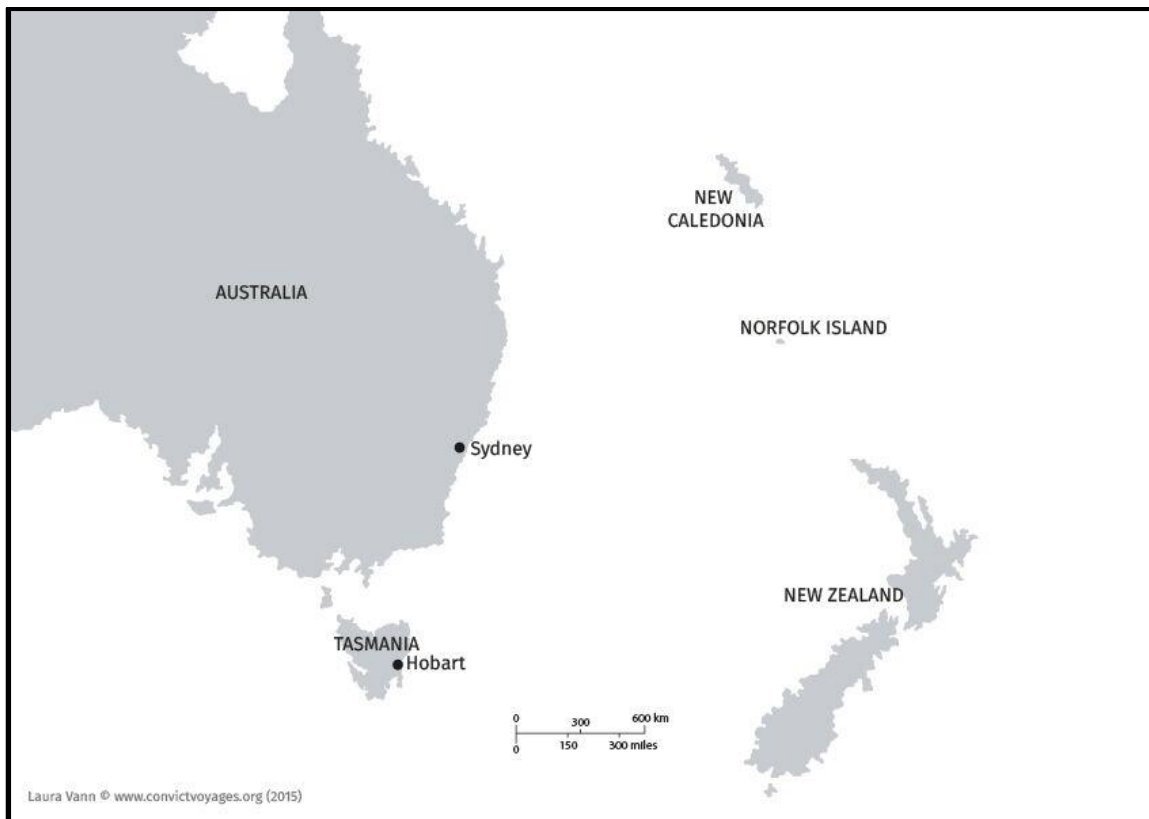 NEW
CALEDONIA
AUSTRALIA
NORFOLK ISLAND
Sydney
NEW ZEALAND
TASMANIA
Hobart
0 300 600 km
0 150 300 miles
Laura Vann © www.convictvoyages.org (2015)